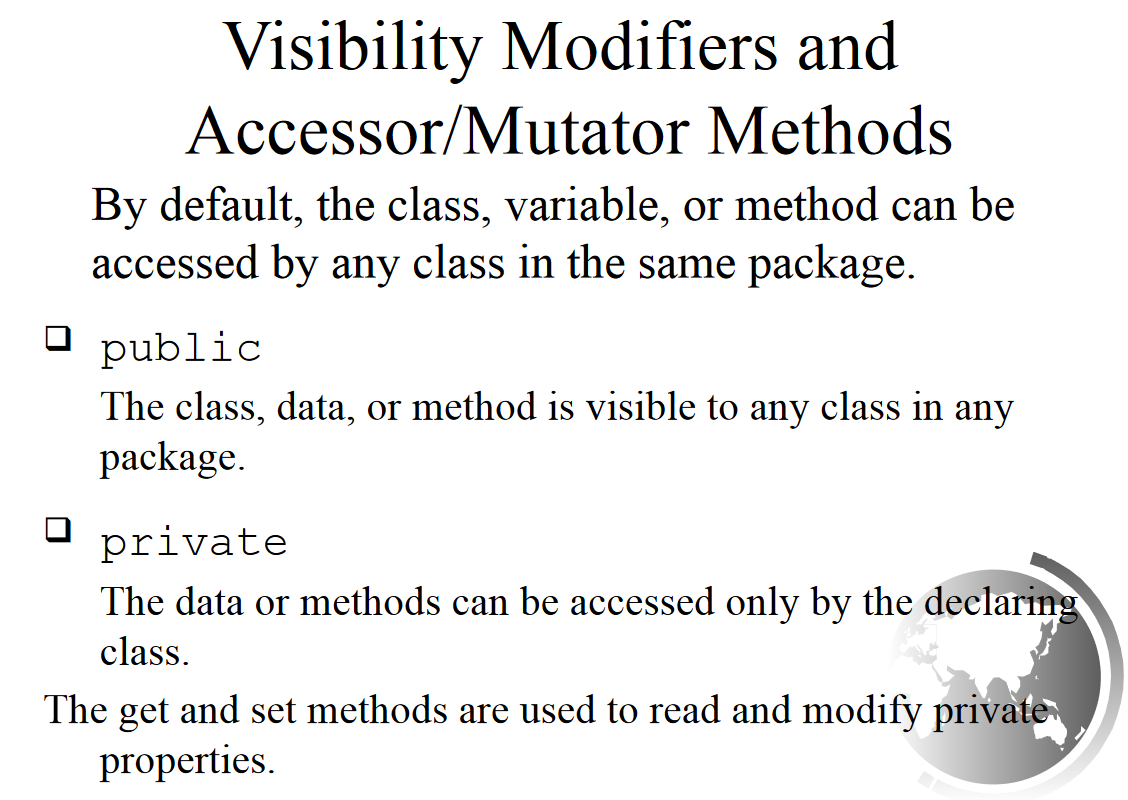 Visibility Modifiers and
Accessor/Mutator Methods
By default, the class, variable, or method can be
accessed by any class in the same package.
❑ public
The class, data, or method is visible to any class in any
package.
❑ private
The data or methods can be accessed only by the declaring
class.
The get and set methods are used to read and modify private
properties.